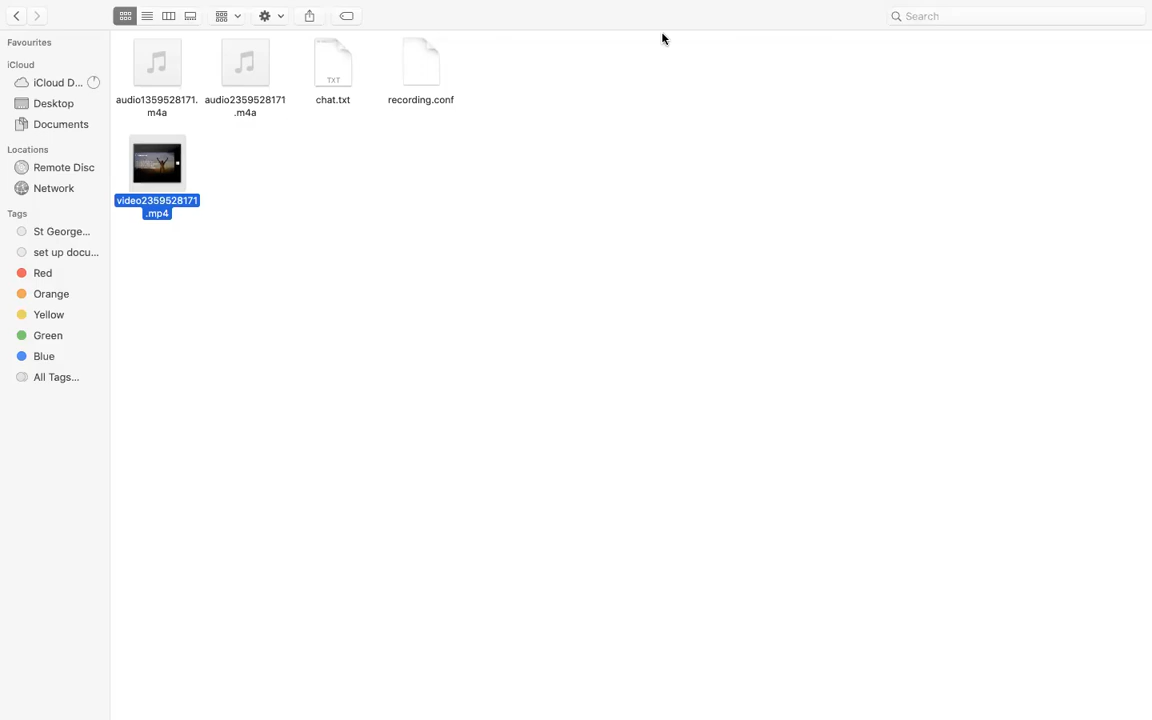 Search
Favourites
iCloud
iCloud D...
Desktop
Documents
Locations
Remote Disc
Network
Tags
St George...
set up docu...
Red
Orange
Yellow
Green
Blue
All Tags...
audio1359528171.
m4a
audio2359528171
.m4a
TXT
chat.txt
recording.conf
video2359528171
.mp4